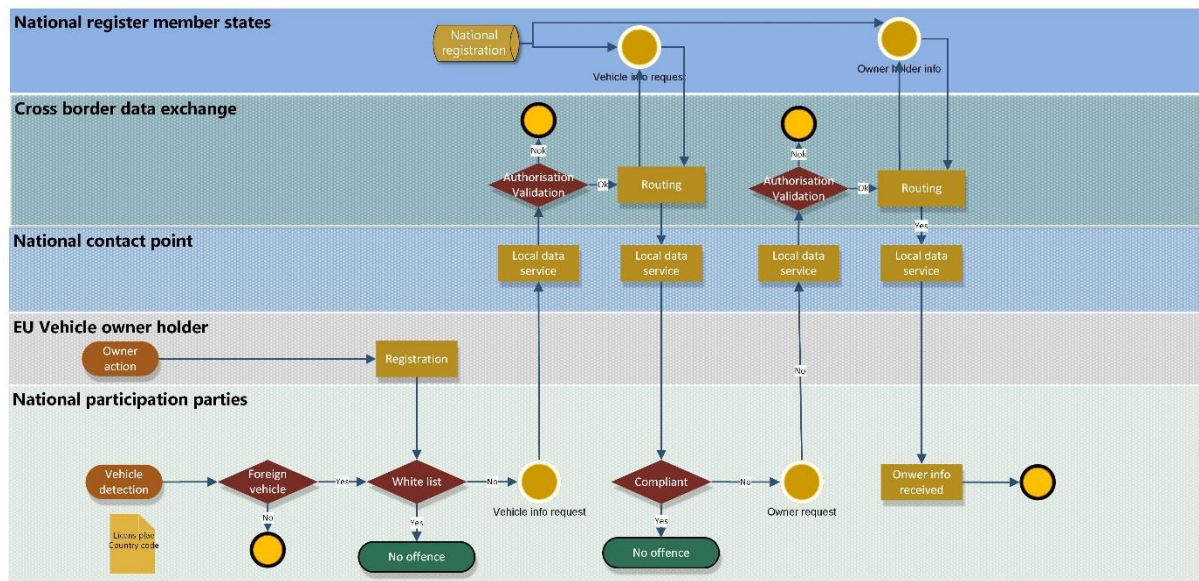 National register member states
National
registration
Vehicle info request
Owner holder info
Cross border data exchange
Nok
Authorisation
Validation
Ok
Routing
Nok
Authorisation
Validation
Ok
Routing
Yes
National contact point
Local data
service
Local data
service
Local data
service
Local data
service
EU Vehicle owner holder
Owner
action
Registration
No
National participation parties
Vehicle
detection
Foreign
vehicle
Yes
White list
No
Vehicle info request
Compliant
No
Owner request
Onwer info
received
No
Yes
Yes
Licens plae
Country code
No offence
No offence